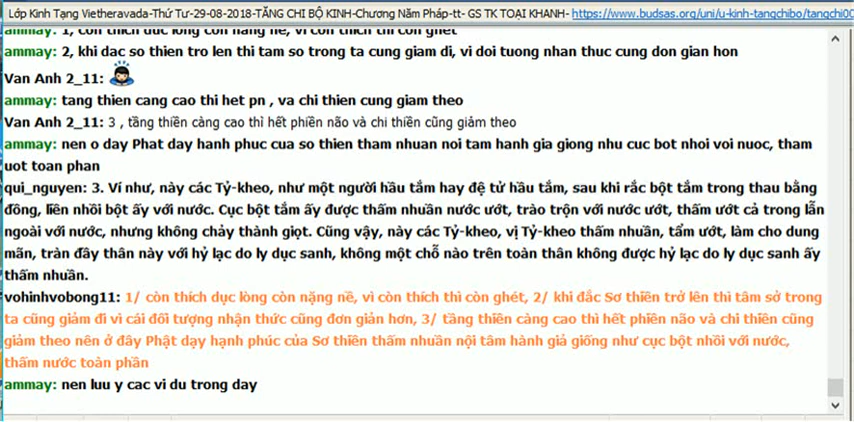 Lớp Kinh Tạng Vietheravada-Thứ Tư-29-08-2018-TĂNG CHI BỘ KINH-Chương Năm Pháp-tt- GS TK TOẠI KHANH- https://www.budsas.org/uni/u-kinh-tangchibo/tangchi0
ammay: 1, con thich duc long con nang ne, vi con thich thi con ghet
ammay: 2, khi dac so thien tro len thi tam so trong ta cung giam di, vi doi tuong nhan thuc cung don gian hon
Van Anh 2_11:
ammay: tang thien cang cao thi het pn , va chi thien cung giam theo
Van Anh 2_11: 3 , tầng thiền càng cao thì hết phiền não và chi thiền cũng giảm theo
ammay: nen o day Phat day hanh phuc cua so thien tham nhuan noi tam hanh gia giong nhu cuc bot nhoi voi nuoc, tham
uot toan phan
qui_nguyen: 3. Ví như, này các Tỷ-kheo, như một người hầu tắm hay đệ tử hầu tắm, sau khi rắc bột tắm trong thau bằng
đồng, liền nhồi bột ấy với nước. Cục bột tắm ấy được thấm nhuần nước ướt, trào trộn với nước ướt, thấm ướt cả trong lẫn
ngoài với nước, nhưng không chảy thành giọt. Cũng vậy, này các Tỷ-kheo, vị Tỷ-kheo thấm nhuần, tẩm ướt, làm cho dung
mãn, tràn đầy thân này với hỷ lạc do ly dục sanh, không một chỗ nào trên toàn thân không được hỷ lạc do ly dục sanh ấy
thấm nhuần.
vohinhvobong11: 1/ còn thích dục lòng còn nặng nề, vì còn thích thì còn ghét, 2/ khi đắc Sơ thiền trở lên thì tâm sở trong
ta cũng giảm đi vì cái đối tượng nhận thức cũng đơn giản hơn, 3/ tầng thiền càng cao thì hết phiền não và chi thiền cũng
giảm theo nên ở đây Phật dạy hạnh phúc của Sơ thiền thấm nhuần nội tâm hành giả giống như cục bột nhồi với nước,
thấm nước toàn phần
ammay: nen luu y cac vi du trong day